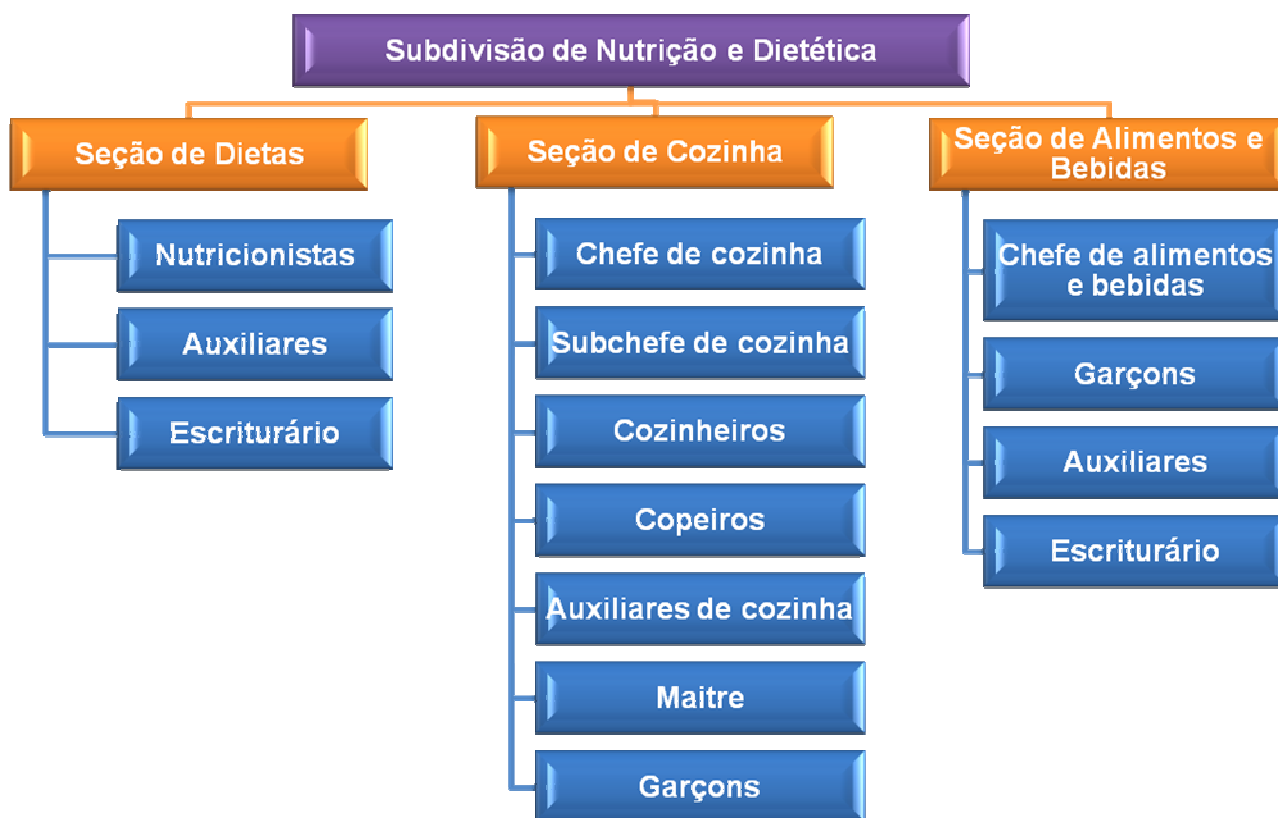 Subdivisão de Nutrição e Dietética
Seção de Dietas
Nutricionistas
Auxiliares
Escriturário
Seção de Cozinha
Chefe de cozinha
Subchefe de cozinha
Cozinheiros
Copeiros
Auxiliares de cozinha
Maitre
Garçons
Seção de Alimentos e
Bebidas
Chefe de alimentos
e bebidas
Garçons
Auxiliares
Escriturário